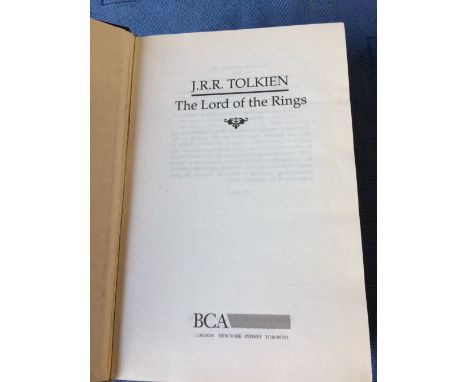 J.R.R. TOLKIEN
The Lord of the Rings
BCA
LONDON NEW YORK SYDNEY TORONTO